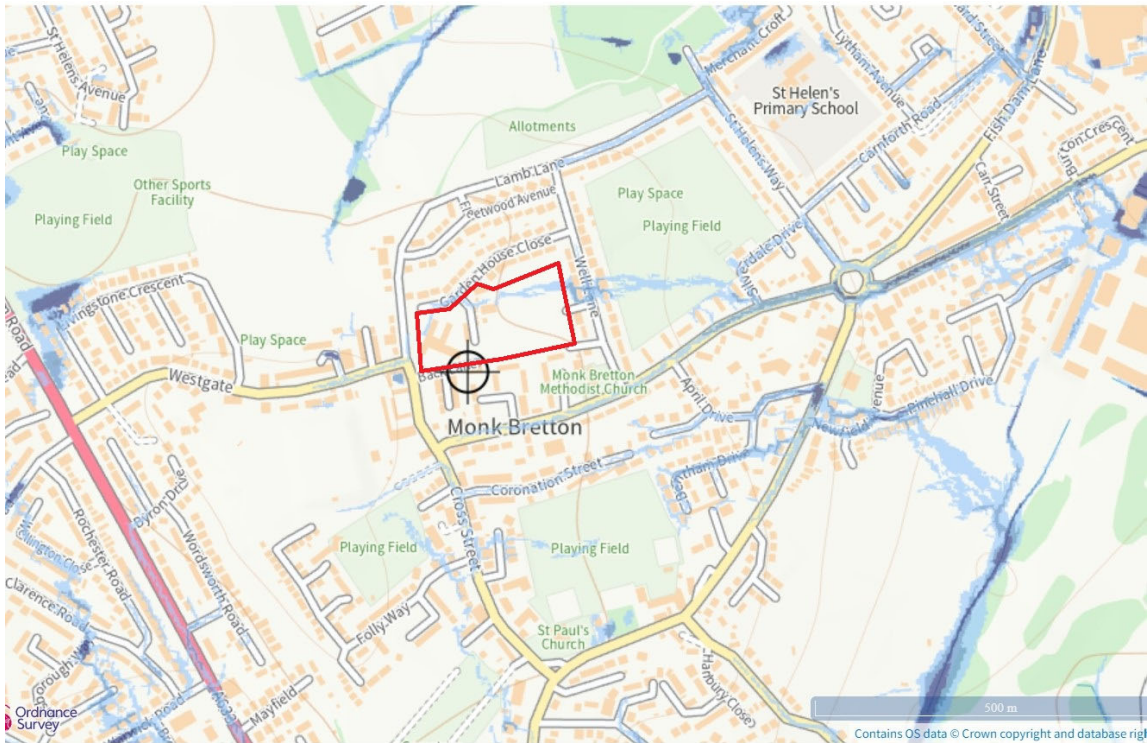 St Helens Avenue
Merchant Croft
Lytham Avenue
Fish Dam Lane
St Helen's
Primary School
Allotments
Carnforth Road
Play Space
Other Sports
Facility
Playing Field
Lamb Lane
Fleetwood Avenue
St Helens Way
Play Space
Playing Field
Carr Street
Garden House Close
Livingstone Crescent
Play Space
Westgate
Monk Bretton
Methodist Church
Monk Bretton
April Drive
Newfield
Pinehall Drive
Coronation Street
Cross Street
Byron Drive
Wordsworth Road
Rochester Road
Clarence Road
Playing Field
Playing Field
Folly Way
St Paul's
Church
Hanbury Close
Mayfield
Ordnance
Survey
500 m
Contains OS data © Crown copyright and database rig